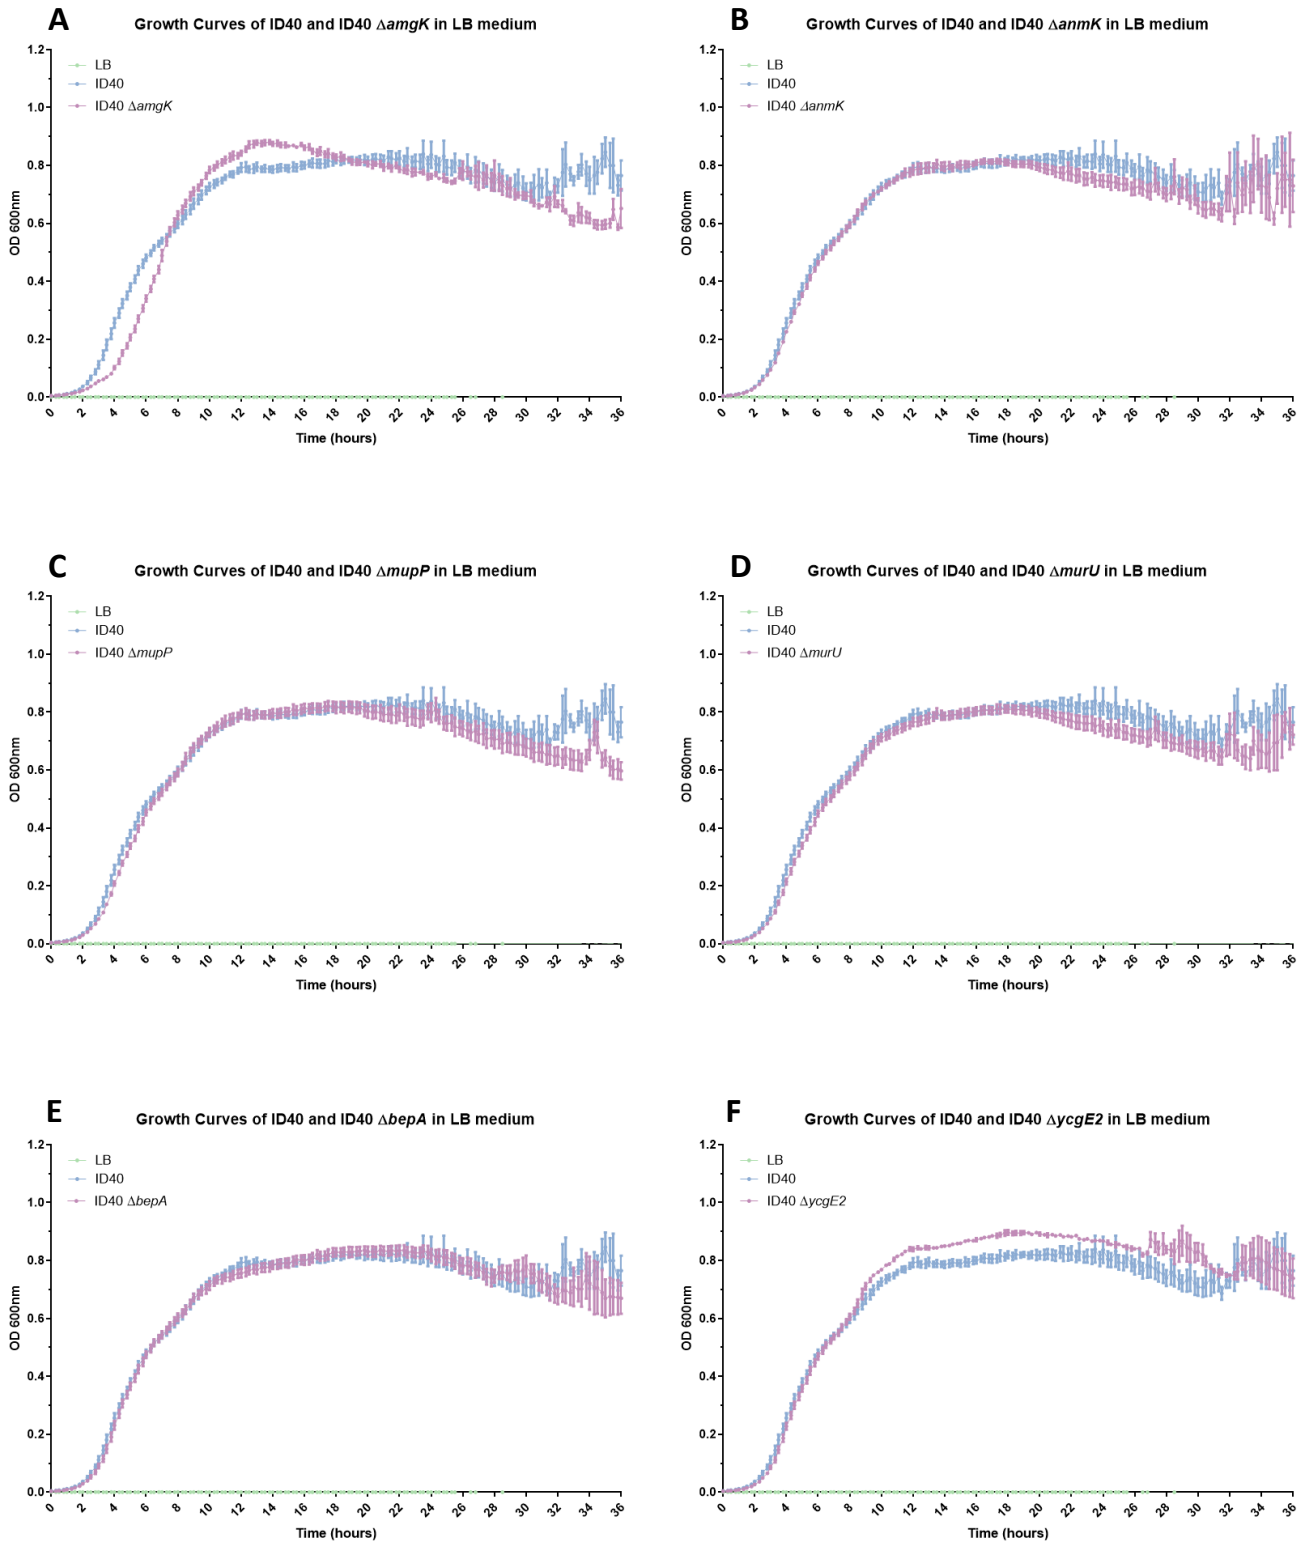 A
Growth Curves of ID40 and ID40 ΔamgK in LB medium
1.2
1.0
0.8
0.6
0.4
0.2
0.0
OD 600nm
LB
ID40
ID40 ΔamgK
0 2 4 6 8 10 12 14 16 18 20 22 24 26 28 30 32 34 36
Time (hours)
B
Growth Curves of ID40 and ID40 ΔanmK in LB medium
1.2
1.0
0.8
0.6
0.4
0.2
0.0
OD 600nm
LB
ID40
ID40 ΔanmK
0 2 4 6 8 10 12 14 16 18 20 22 24 26 28 30 32 34 36
Time (hours)
C
Growth Curves of ID40 and ID40 ΔmupP in LB medium
1.2
1.0
0.8
0.6
0.4
0.2
0.0
OD 600nm
LB
ID40
ID40 ΔmupP
0 2 4 6 8 10 12 14 16 18 20 22 24 26 28 30 32 34 36
Time (hours)
D
Growth Curves of ID40 and ID40 ΔmurU in LB medium
1.2
1.0
0.8
0.6
0.4
0.2
0.0
OD 600nm
LB
ID40
ID40 ΔmurU
0 2 4 6 8 10 12 14 16 18 20 22 24 26 28 30 32 34 36
Time (hours)
E
Growth Curves of ID40 and ID40 ΔbepA in LB medium
1.2
1.0
0.8
0.6
0.4
0.2
0.0
OD 600nm
LB
ID40
ID40 ΔbepA
0 2 4 6 8 10 12 14 16 18 20 22 24 26 28 30 32 34 36
Time (hours)
F
Growth Curves of ID40 and ID40 ΔycgE2 in LB medium
1.2
1.0
0.8
0.6
0.4
0.2
0.0
OD 600nm
LB
ID40
ID40 ΔycgE2
0 2 4 6 8 10 12 14 16 18 20 22 24 26 28 30 32 34 36
Time (hours)